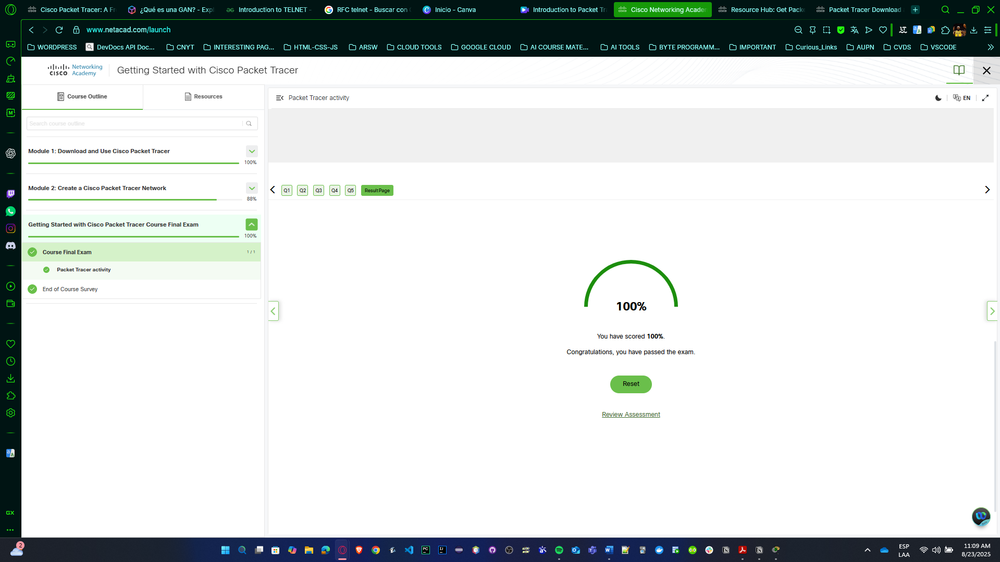 Cisco Packet Tracer: A Fr
¿Qué es una GAN? - Expl
Introduction to TELNET -
RFC telnet - Buscar con
Inicio - Canva
Introduction to Packet Tr
Cisco Networking Academ
Resource Hub: Get Packe
Packet Tracer Download
www.netacad.com/launch
WORDPRESS
DevDocs API Doc...
CNYT
INTERESTING PAG...
HTML-CSS-JS
ARSW
CLOUD TOOLS
GOOGLE CLOUD
AI COURSE MATE...
AI TOOLS
BYTE PROGRAMM...
IMPORTANT
Curious_Links
AUPN
CVDS
VSCODE
CISCO
Networking
Academy
Getting Started with Cisco Packet Tracer
Course Outline
Resources
Packet Tracer activity
EN
Search course outline
Module 1: Download and Use Cisco Packet Tracer
100%
Module 2: Create a Cisco Packet Tracer Network
88%
Getting Started with Cisco Packet Tracer Course Final Exam
100%
Course Final Exam
1 / 1
Packet Tracer activity
End of Course Survey
Q1
Q2
Q3
Q4
Q5
ResultPage
100%
You have scored 100%.
Congratulations, you have passed the exam.
Reset
Review Assessment
GX
2
ESP
LAA
11:09 AM
8/23/2025